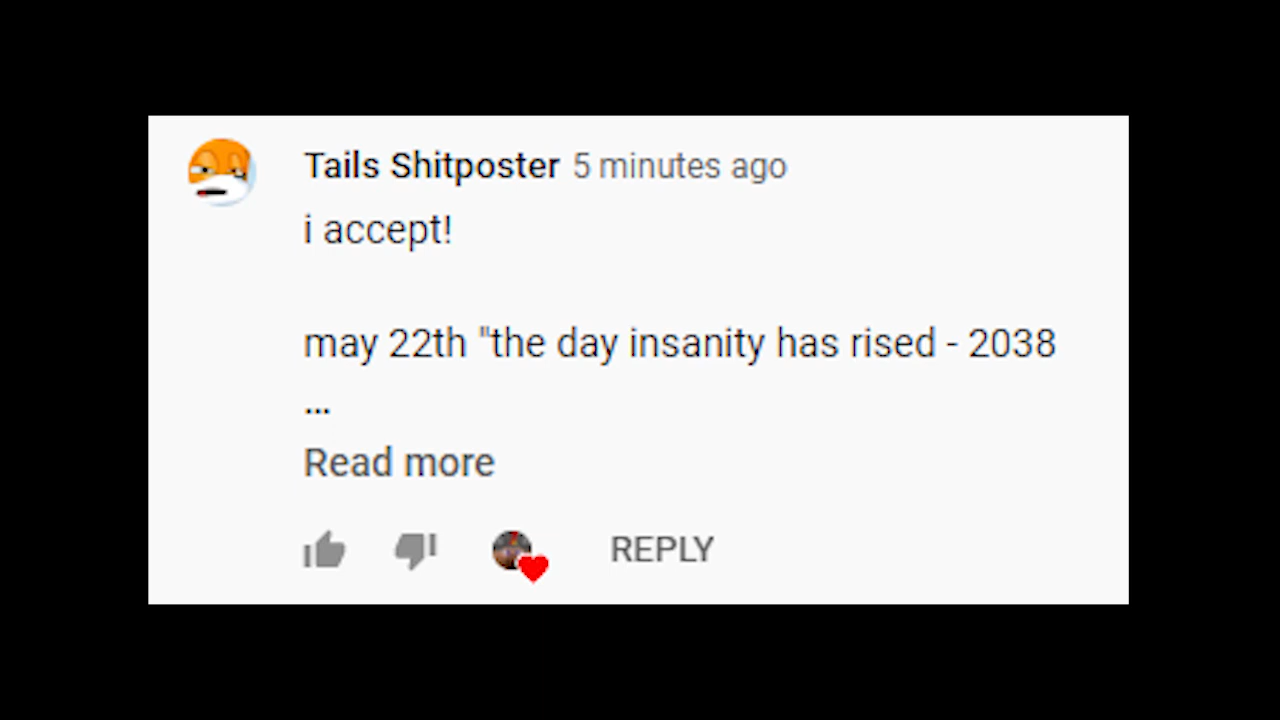 Tails Shitposter 5 minutes ago
i accept!
may 22th "the day insanity has rised - 2038
...
Read more
REPLY